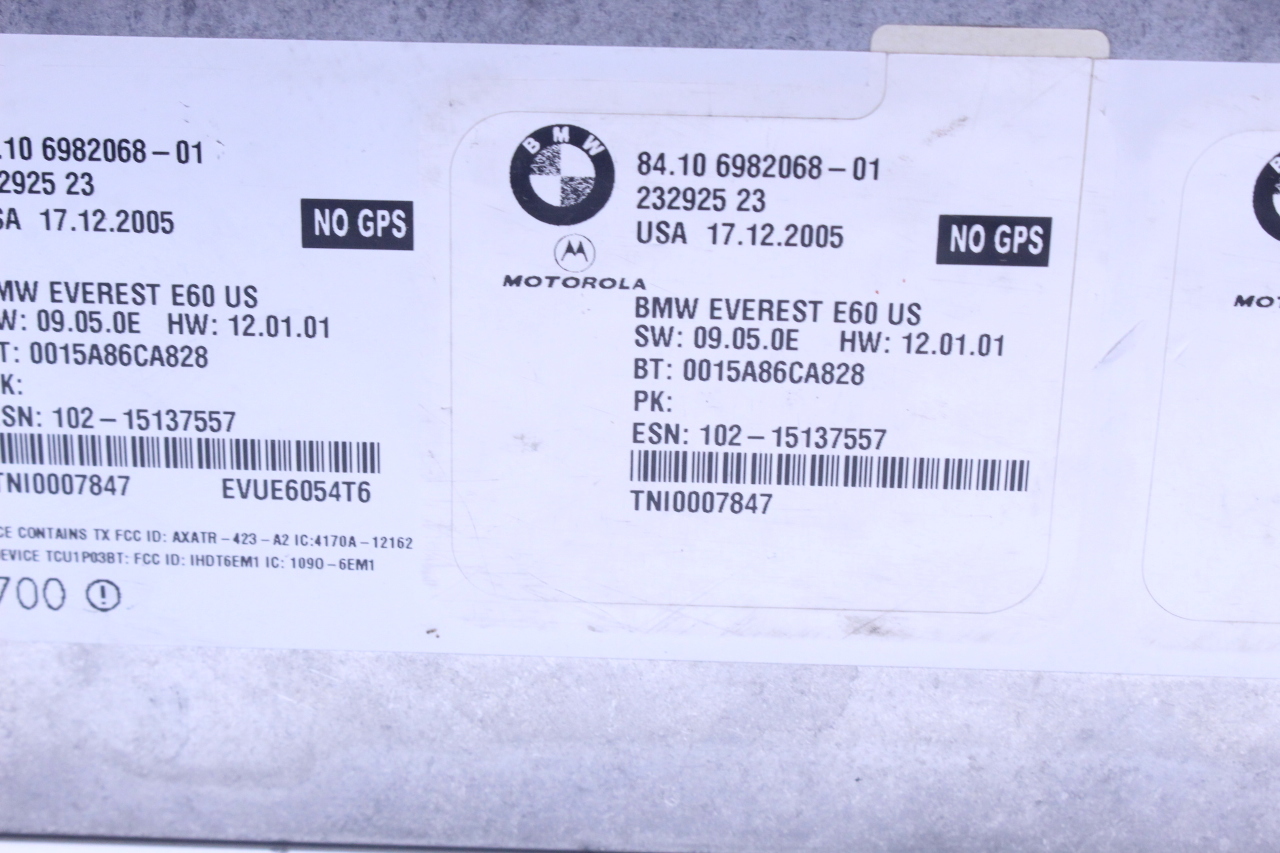 .10 6982068-01
2925 23
SA 17.12.2005
NO GPS
MW EVEREST E60 US
W: 09.05.0E HW: 12.01.01
T: 0015A86CA828
K:
SN: 102-15137557
TNI0007847 EVUE6054T6
CE CONTAINS TX FCC ID: AXATR-423-A2 IC:4170A-12162
EVICE TCU1P03BT: FCC ID: IHDT6EM1 IC: 1090-6EM1
700
BMW
MOTOROLA
84.10 6982068-01
232925 23
USA 17.12.2005
NO GPS
BMW EVEREST E60 US
SW: 09.05.0E HW: 12.01.01
BT: 0015A86CA828
PK:
ESN: 102-15137557
TNI0007847
B
MO